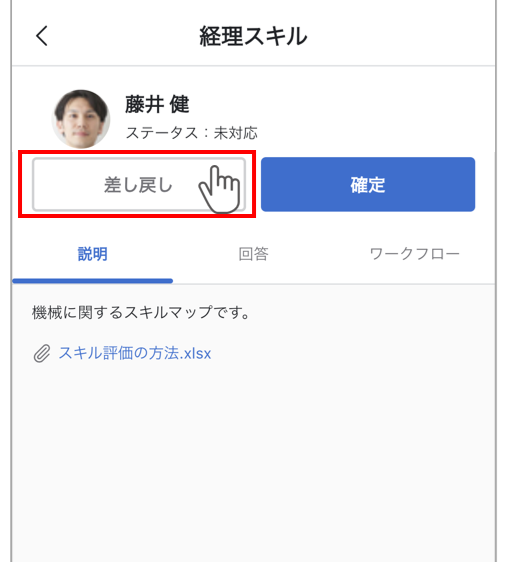 経理スキル
藤井 健
ステータス：未対応
差し戻し
確定
説明
回答
ワークフロー
機械に関するスキルマップです。
スキル評価の方法.xlsx